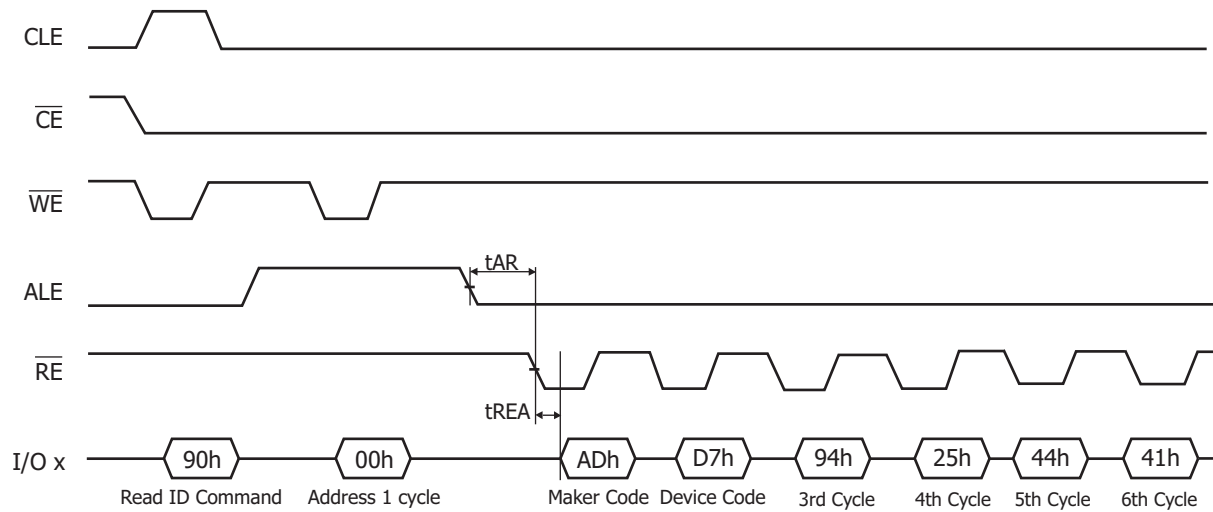 CLE
CE
WE
ALE
tAR
RE
tREA
I/O x 90h 00h ADh D7h 94h 25h 44h 41h
Read ID Command Address 1 cycle Maker Code Device Code 3rd Cycle 4th Cycle 5th Cycle 6th Cycle